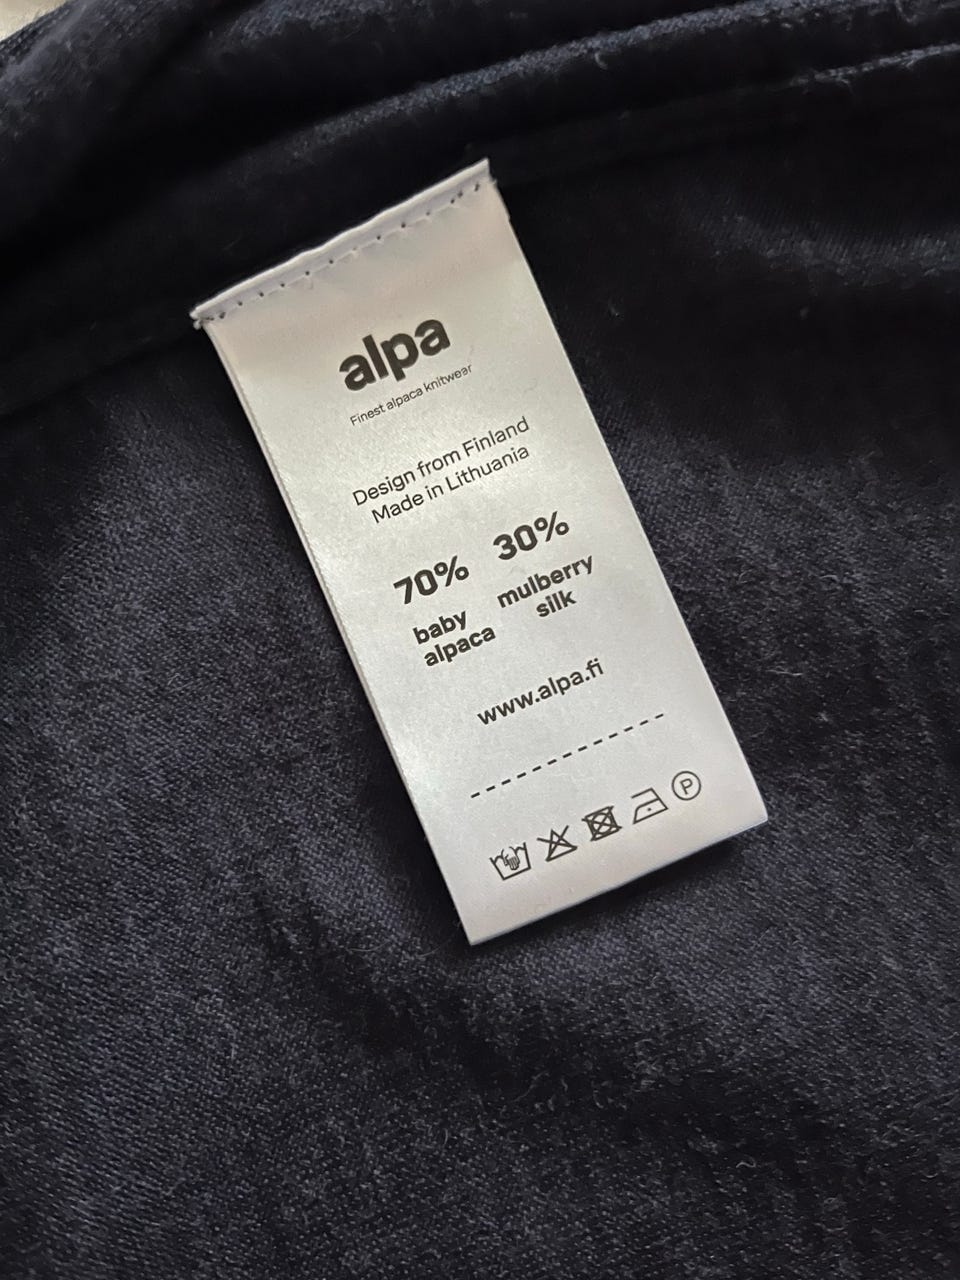 alpa
Finest alpaca knitwear
Design from Finland
Made in Lithuania
70% 30%
baby mulberry
alpaca silk
www.alpa.fi
P